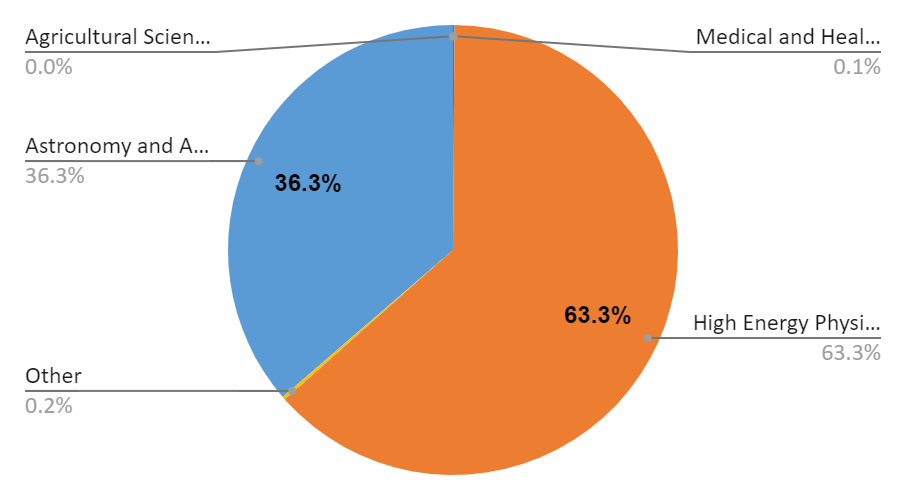 Agricultural Scien...
0.0%
Medical and Heal...
0.1%
Astronomy and A...
36.3%
36.3%
63.3%
High Energy Physi...
63.3%
Other
0.2%